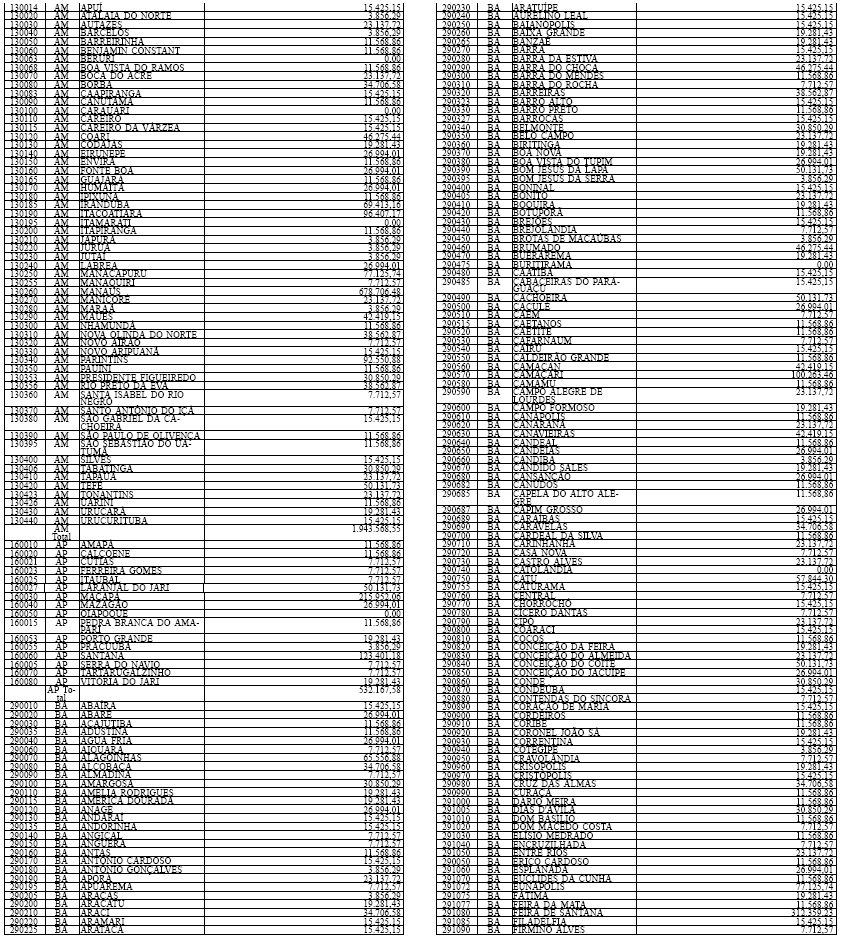 130014 AM APUÍ 15.425,15
130020 AM ATALAIA DO NORTE 3.856,29
130030 AM AUTAZES 23.137,72
130040 AM BARCELOS 3.856,29
130050 AM BARREIRINHA 11.568,86
130060 AM BENJAMIN CONSTANT 11.568,86
130063 AM BERURI 0,00
130068 AM BOA VISTA DO RAMOS 11.568,86
130070 AM BOCA DO ACRE 23.137,72
130080 AM BORBA 34.706,58
130083 AM CAAPIRANGA 15.425,15
130090 AM CANUTAMA 11.568,86
130100 AM CARAUARI 0,00
130110 AM CAREIRO 15.425,15
130115 AM CAREIRO DA VÁRZEA 15.425,15
130120 AM COARI 46.275,44
130130 AM CODAJÁS 19.281,43
130140 AM EIRUNEPÉ 26.994,01
130150 AM ENVIRA 11.568,86
130160 AM FONTE BOA 26.994,01
130165 AM GUAJARÁ 11.568,86
130170 AM HUMAITÁ 26.994,01
130180 AM IPIXUNA 11.568,86
130185 AM IRANDUBA 69.413,16
130190 AM ITACOATIARA 96.407,17
130195 AM ITAMARATI 0,00
130200 AM ITAPIRANGA 11.568,86
130210 AM JAPURÁ 3.856,29
130220 AM JURUÁ 3.856,29
130230 AM JUTAÍ 3.856,29
130240 AM LÁBREA 26.994,01
130250 AM MANACAPURU 77.125,74
130255 AM MANAQUIRI 7.712,57
130260 AM MANAUS 678.706,48
130270 AM MANICORÉ 23.137,72
130280 AM MARAÃ 3.856,29
130290 AM MAUÉS 42.419,15
130300 AM NHAMUNDÁ 11.568,86
130310 AM NOVA OLINDA DO NORTE 38.562,87
130320 AM NOVO AIRÃO 7.712,57
130330 AM NOVO ARIPUANÃ 15.425,15
130340 AM PARINTINS 92.550,88
130350 AM PAUINI 11.568,86
130353 AM PRESIDENTE FIGUEIREDO 30.850,29
130356 AM RIO PRETO DA EVA 38.562,87
130360 AM SANTA ISABEL DO RIO 7.712,57
NEGRO
130370 AM SANTO ANTÔNIO DO IÇÁ 7.712,57
130380 AM SÃO GABRIEL DA CA- 15.425,15
CHOEIRA
130390 AM SÃO PAULO DE OLIVENÇA 11.568,86
130395 AM SÃO SEBASTIÃO DO UA- 11.568,86
TUMÃ
130400 AM SILVES 15.425,15
130406 AM TABATINGA 30.850,29
130410 AM TAPAUÁ 23.137,72
130420 AM TEFÉ 50.131,73
130423 AM TONANTINS 23.137,72
130426 AM UARINI 11.568,86
130430 AM URUCARÁ 19.281,43
130440 AM URUCURITUBA 15.425,15
AM 1.943.568,55
Total
160010 AP AMAPÁ 11.568,86
160020 AP CALÇOENE 11.568,86
160021 AP CUTIAS 7.712,57
160023 AP FERREIRA GOMES 7.712,57
160025 AP ITAUBAL 7.712,57
160027 AP LARANJAL DO JARI 50.131,73
160030 AP MACAPÁ 215.952,06
160040 AP MAZAGÃO 26.994,01
160050 AP OIAPOQUE 0,00
160015 AP PEDRA BRANCA DO AMA- 11.568,86
PARI
160053 AP PORTO GRANDE 19.281,43
160055 AP PRACUÚBA 3.856,29
160060 AP SANTANA 123.401,18
160005 AP SERRA DO NAVIO 7.712,57
160070 AP TARTARUGALZINHO 7.712,57
160080 AP VITÓRIA DO JARI 19.281,43
AP To- 532.167,58
tal
290010 BA ABAÍRA 15.425,15
290020 BA ABARÉ 26.994,01
290030 BA ACAJUTIBA 11.568,86
290035 BA ADUSTINA 11.568,86
290040 BA ÁGUA FRIA 26.994,01
290060 BA AIQUARA 7.712,57
290070 BA ALAGOINHAS 65.556,88
290080 BA ALCOBAÇA 34.706,58
290090 BA ALMADINA 7.712,57
290100 BA AMARGOSA 30.850,29
290110 BA AMÉLIA RODRIGUES 19.281,43
290115 BA AMÉRICA DOURADA 19.281,43
290120 BA ANAGÉ 26.994,01
290130 BA ANDARAÍ 15.425,15
290135 BA ANDORINHA 15.425,15
290140 BA ANGICAL 7.712,57
290150 BA ANGUERA 7.712,57
290160 BA ANTAS 11.568,86
290170 BA ANTÔNIO CARDOSO 15.425,15
290180 BA ANTÔNIO GONÇALVES 3.856,29
290190 BA APORÁ 23.137,72
290195 BA APUAREMA 7.712,57
290205 BA ARAÇÁS 3.856,29
290200 BA ARACATU 19.281,43
290210 BA ARACI 34.706,58
290220 BA ARAMARI 15.425,15
290225 BA ARATACA 15.425,15
290230 BA ARATUÍPE 15.425,15
290240 BA AURELINO LEAL 15.425,15
290250 BA BAIANÓPOLIS 15.425,15
290260 BA BAIXA GRANDE 19.281,43
290265 BA BANZAÊ 19.281,43
290270 BA BARRA 15.425,15
290280 BA BARRA DA ESTIVA 23.137,72
290290 BA BARRA DO CHOÇA 46.275,44
290300 BA BARRA DO MENDES 11.568,86
290310 BA BARRA DO ROCHA 7.712,57
290320 BA BARREIRAS 38.562,87
290323 BA BARRO ALTO 15.425,15
290330 BA BARRO PRETO 11.568,86
290327 BA BARROCAS 15.425,15
290340 BA BELMONTE 30.850,29
290350 BA BELO CAMPO 23.137,72
290360 BA BIRITINGA 19.281,43
290370 BA BOA NOVA 19.281,43
290380 BA BOA VISTA DO TUPIM 26.994,01
290390 BA BOM JESUS DA LAPA 50.131,73
290395 BA BOM JESUS DA SERRA 3.856,29
290400 BA BONINAL 15.425,15
290405 BA BONITO 23.137,72
290410 BA BOQUIRA 19.281,43
290420 BA BOTUPORÃ 11.568,86
290430 BA BREJÕES 15.425,15
290440 BA BREJOLÂNDIA 7.712,57
290450 BA BROTAS DE MACAÚBAS 3.856,29
290460 BA BRUMADO 46.275,44
290470 BA BUERAREMA 19.281,43
290475 BA BURITIRAMA 0,00
290480 BA CAATIBA 15.425,15
290485 BA CABACEIRAS DO PARA- 15.425,15
GUAÇU
290490 BA CACHOEIRA 50.131,73
290500 BA CACULÉ 26.994,01
290510 BA CAÉM 7.712,57
290515 BA CAETANOS 11.568,86
290520 BA CAETITÉ 11.568,86
290530 BA CAFARNAUM 7.712,57
290540 BA CAIRU 15.425,15
290550 BA CALDEIRÃO GRANDE 11.568,86
290560 BA CAMACAN 42.419,15
290570 BA CAMAÇARI 100.263,46
290580 BA CAMAMU 11.568,86
290590 BA CAMPO ALEGRE DE 23.137,72
LOURDES
290600 BA CAMPO FORMOSO 19.281,43
290610 BA CANÁPOLIS 11.568,86
290620 BA CANARANA 23.137,72
290630 BA CANAVIEIRAS 42.419,15
290640 BA CANDEAL 11.568,86
290650 BA CANDEIAS 26.994,01
290660 BA CANDIBA 3.856,29
290670 BA CÂNDIDO SALES 19.281,43
290680 BA CANSANÇÃO 26.994,01
290682 BA CANUDOS 11.568,86
290685 BA CAPELA DO ALTO ALE- 11.568,86
GRE
290687 BA CAPIM GROSSO 26.994,01
290689 BA CARAÍBAS 15.425,15
290690 BA CARAVELAS 34.706,58
290700 BA CARDEAL DA SILVA 11.568,86
290710 BA CARINHANHA 23.137,72
290720 BA CASA NOVA 7.712,57
290730 BA CASTRO ALVES 23.137,72
290740 BA CATOLÂNDIA 0,00
290750 BA CATU 57.844,30
290755 BA CATURAMA 15.425,15
290760 BA CENTRAL 7.712,57
290770 BA CHORROCHÓ 15.425,15
290780 BA CÍCERO DANTAS 7.712,57
290790 BA CIPÓ 23.137,72
290800 BA COARACI 15.425,15
290810 BA COCOS 11.568,86
290820 BA CONCEIÇÃO DA FEIRA 19.281,43
290830 BA CONCEIÇÃO DO ALMEIDA 23.137,72
290840 BA CONCEIÇÃO DO COITÉ 50.131,73
290850 BA CONCEIÇÃO DO JACUÍPE 26.994,01
290860 BA CONDE 30.850,29
290870 BA CONDEÚBA 15.425,15
290880 BA CONTENDAS DO SINCORÁ 7.712,57
290890 BA CORAÇÃO DE MARIA 15.425,15
290900 BA CORDEIROS 11.568,86
290910 BA CORIBE 11.568,86
290920 BA CORONEL JOÃO SÁ 19.281,43
290930 BA CORRENTINA 15.425,15
290940 BA COTEGIPE 3.856,29
290950 BA CRAVOLÂNDIA 7.712,57
290960 BA CRISÓPOLIS 19.281,43
290970 BA CRISTÓPOLIS 15.425,15
290980 BA CRUZ DAS ALMAS 34.706,58
290990 BA CURAÇÁ 11.568,86
291000 BA DÁRIO MEIRA 11.568,86
291005 BA DIAS D'ÁVILA 30.850,29
291010 BA DOM BASÍLIO 11.568,86
291020 BA DOM MACEDO COSTA 7.712,57
291030 BA ELÍSIO MEDRADO 11.568,86
291040 BA ENCRUZILHADA 7.712,57
291050 BA ENTRE RIOS 23.137,72
290050 BA ÉRICO CARDOSO 11.568,86
291060 BA ESPLANADA 26.994,01
291070 BA EUCLIDES DA CUNHA 11.568,86
291072 BA EUNÁPOLIS 77.125,74
291075 BA FÁTIMA 19.281,43
291077 BA FEIRA DA MATA 11.568,86
291080 BA FEIRA DE SANTANA 312.359,23
291085 BA FILADÉLFIA 15.425,15
291090 BA FIRMINO ALVES 7.712,57